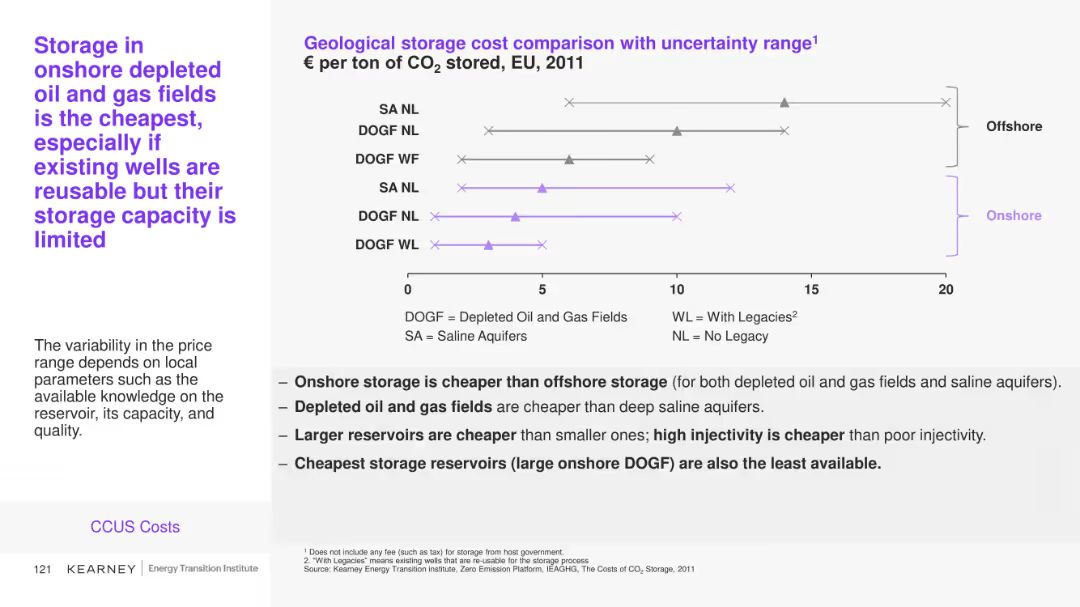 Storage in
onshore depleted
oil and gas fields
is the cheapest,
especially if
existing wells are
reusable but their
storage capacity is
limited
The variability in the price
range depends on local
parameters such as the
available knowledge on the
reservoir, its capacity, and
quality.
CCUS Costs
121 KEARNEY Energy Transition Institute
Geological storage cost comparison with uncertainty range¹
€ per ton of CO₂ stored, EU, 2011
SA NL
DOGF NL
DOGF WF
SA NL
DOGF NL
DOGF WL
Offshore
Onshore
0 5 10 15 20
DOGF = Depleted Oil and Gas Fields WL = With Legacies²
SA = Saline Aquifers NL = No Legacy
– Onshore storage is cheaper than offshore storage (for both depleted oil and gas fields and saline aquifers).
– Depleted oil and gas fields are cheaper than deep saline aquifers.
– Larger reservoirs are cheaper than smaller ones; high injectivity is cheaper than poor injectivity.
– Cheapest storage reservoirs (large onshore DOGF) are also the least available.
¹ Does not include any fee (such as tax) for storage from host government.
2. "With Legacies" means existing wells that are re-usable for the storage process
Source: Kearney Energy Transition institute, Zero Emission Platform, IEAGHG, The Costs of CO₂ Storage, 2011